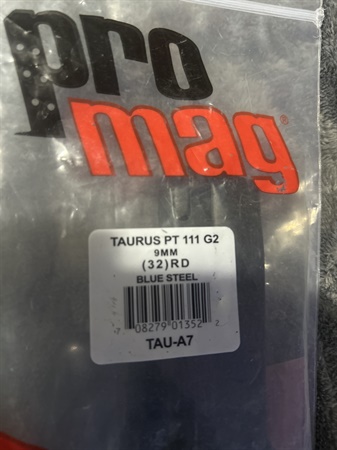 pro
mag®
TAURUS PT 111 G2
9MM
(32)RD
BLUE STEEL
7 08279 01352 2
TAU-A7